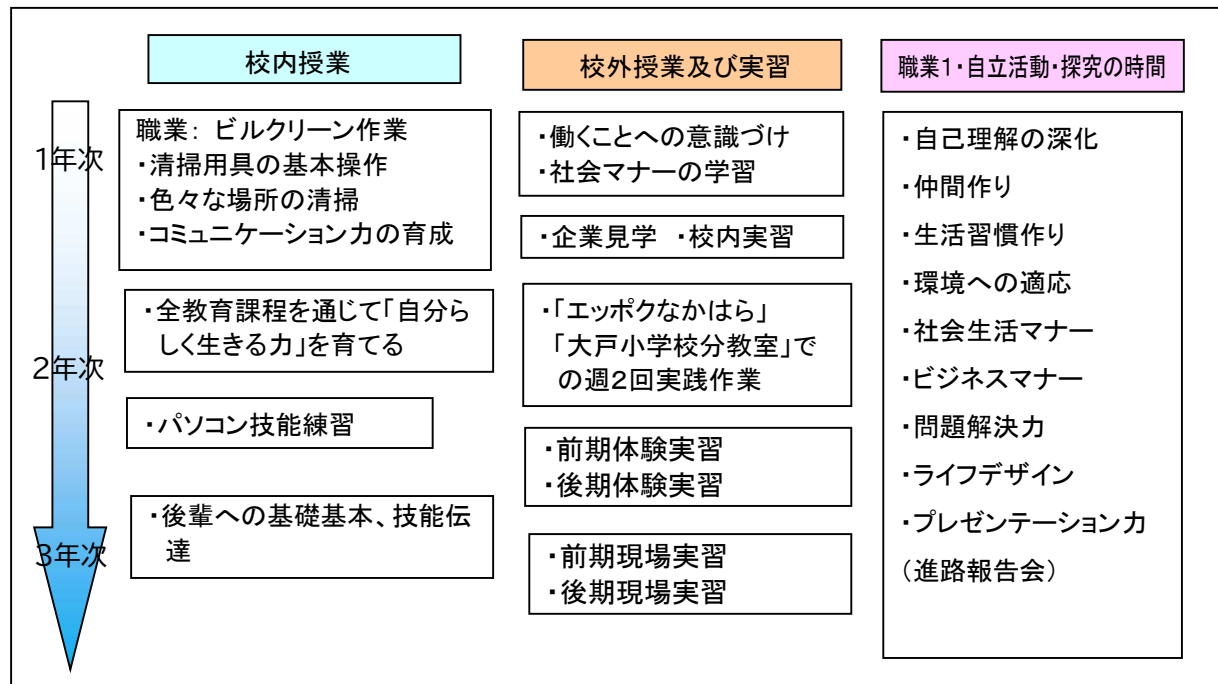 校内授業
校外授業及び実習
職業1・自立活動・探究の時間
1年次
2年次
3年次
職業: ビルクリーン作業
・清掃用具の基本操作
・色々な場所の清掃
・コミュニケーション力の育成
・全教育課程を通じて「自分ら
しく生きる力」を育てる
・パソコン技能練習
・後輩への基礎基本、技能伝
達
・働くことへの意識づけ
・社会マナーの学習
・企業見学 ・校内実習
・「エッポクなかはら」
「大戸小学校分教室」で
の週2回実践作業
・前期体験実習
・後期体験実習
・前期現場実習
・後期現場実習
・自己理解の深化
・仲間作り
・生活習慣作り
・環境への適応
・社会生活マナー
・ビジネスマナー
・問題解決力
・ライフデザイン
・プレゼンテーション力
（進路報告会）